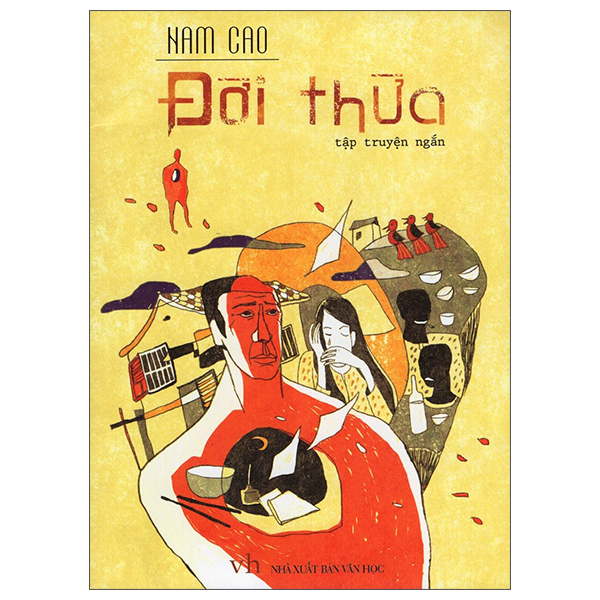 NAM CAO
Đời thừa
tập truyện ngắn
vh NHÀ XUẤT BẢN VĂN HỌC